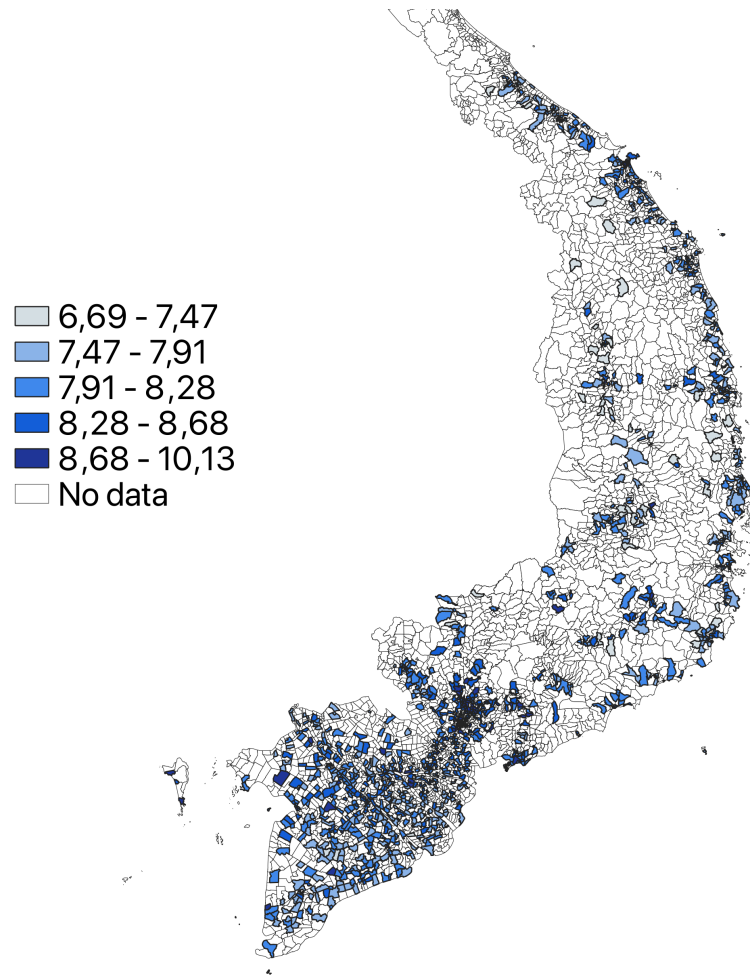 6,69 - 7,47
7,47 - 7,91
7,91 - 8,28
8,28 - 8,68
8,68 - 10,13
No data